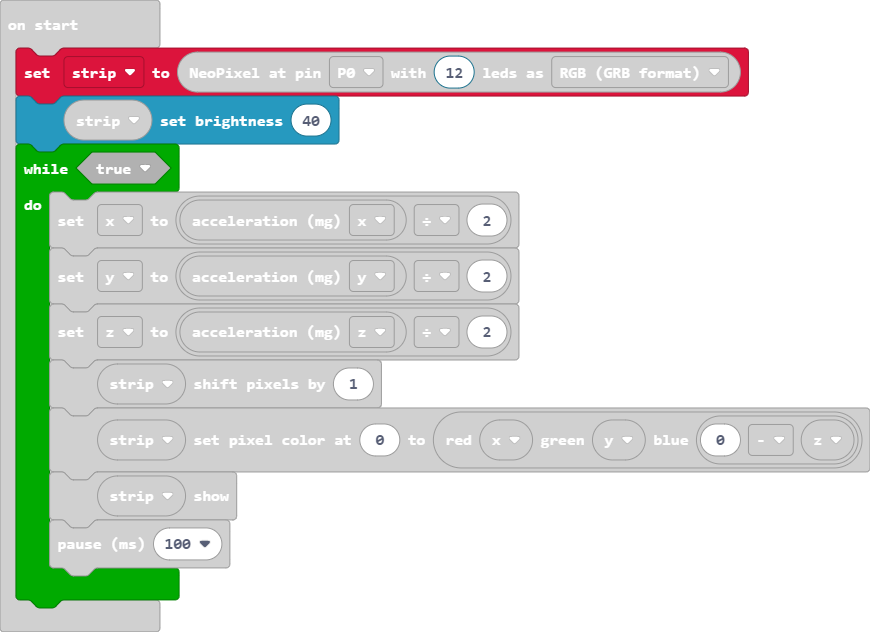 on start
set strip to NeoPixel at pin P0 with 12 leds as RGB (GRB format)
strip set brightness 40
while true
do
set x to acceleration (mg) x ÷ 2
set y to acceleration (mg) y ÷ 2
set z to acceleration (mg) z ÷ 2
strip shift pixels by 1
strip set pixel color at 0 to red x green y blue 0 - z
strip show
pause (ms) 100